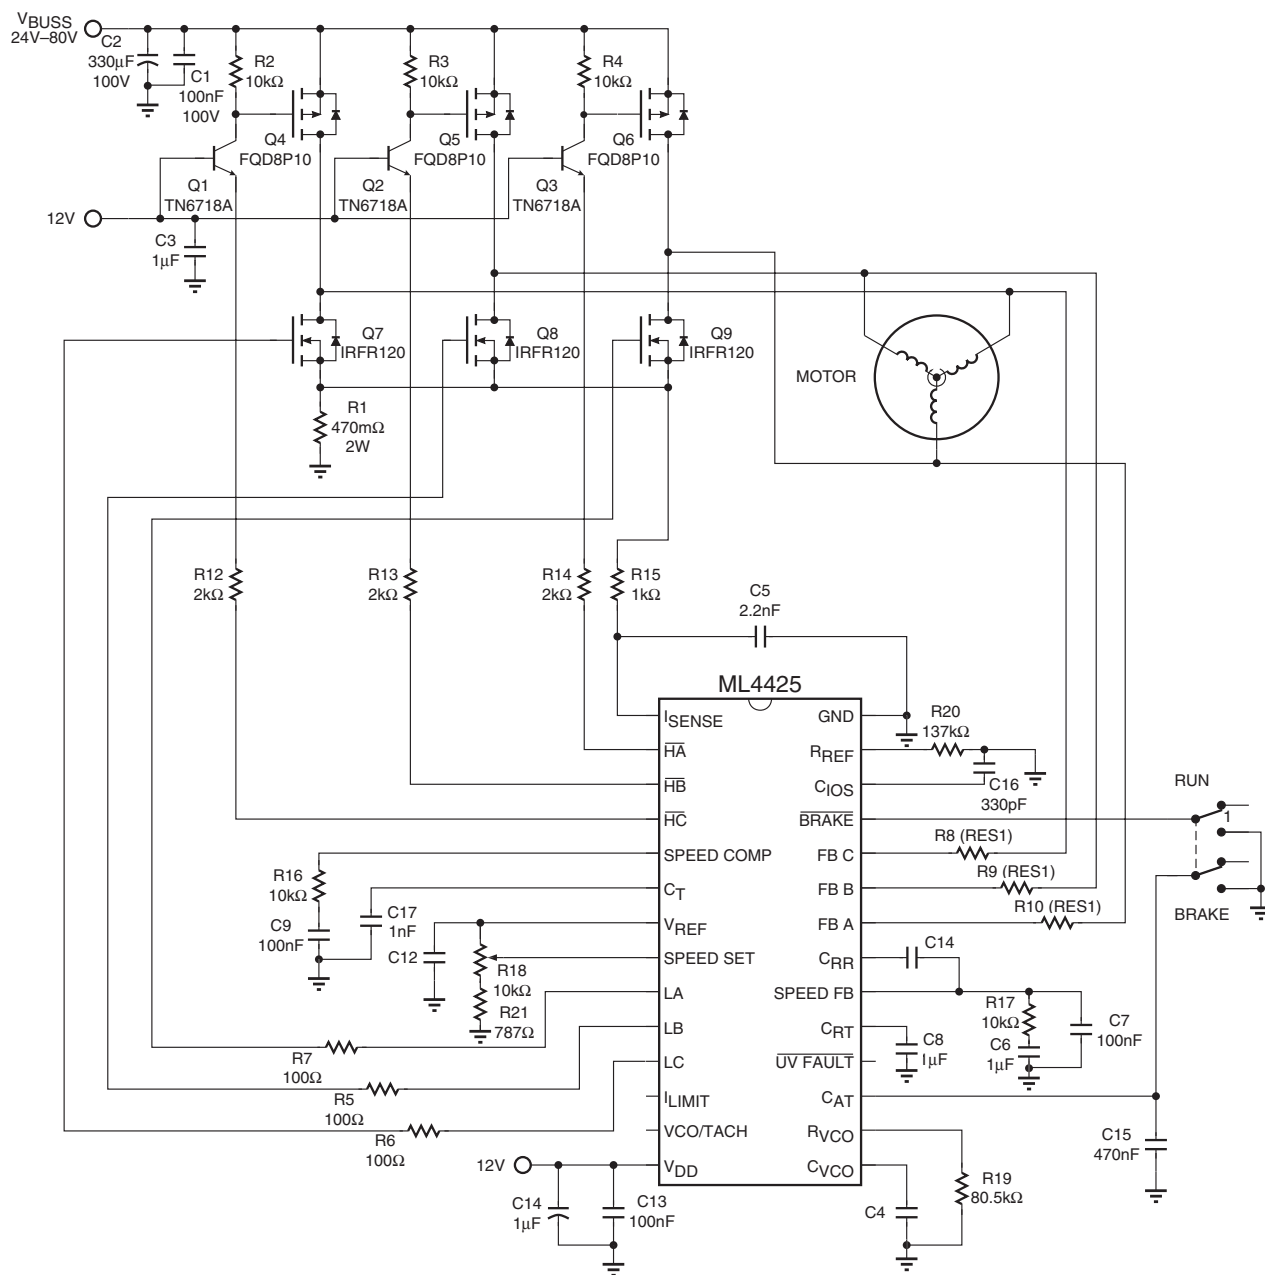 VBUSS
24V–80V
C2
330μF
100V
C1
100nF
100V
R2
10kΩ
R3
10kΩ
R4
10kΩ
Q4
FQD8P10
Q5
FQD8P10
Q6
FQD8P10
Q1
TN6718A
Q2
TN6718A
Q3
TN6718A
12V
C3
1μF
Q7
IRFR120
Q8
IRFR120
Q9
IRFR120
MOTOR
R1
470mΩ
2W
R12
2kΩ
R13
2kΩ
R14
2kΩ
R15
1kΩ
C5
2.2nF
ML4425
ISENSE
HA
HB
HC
SPEED COMP
CT
VREF
SPEED SET
LA
LB
LC
ILIMIT
VCO/TACH
VDD
GND
RREF
CIOS
BRAKE
FB C
FB B
FB A
CRR
SPEED FB
CRT
UV FAULT
CAT
RVCO
CVCO
R20
137kΩ
C16
330pF
RUN
1
BRAKE
R8 (RES1)
R9 (RES1)
R10 (RES1)
R16
10kΩ
C9
100nF
C17
1nF
C12
R18
10kΩ
R21
787Ω
C14
R17
10kΩ
C6
1μF
C7
100nF
C8
1μF
R7
100Ω
R5
100Ω
R6
100Ω
C15
470nF
12V
C14
1μF
C13
100nF
C4
R19
80.5kΩ